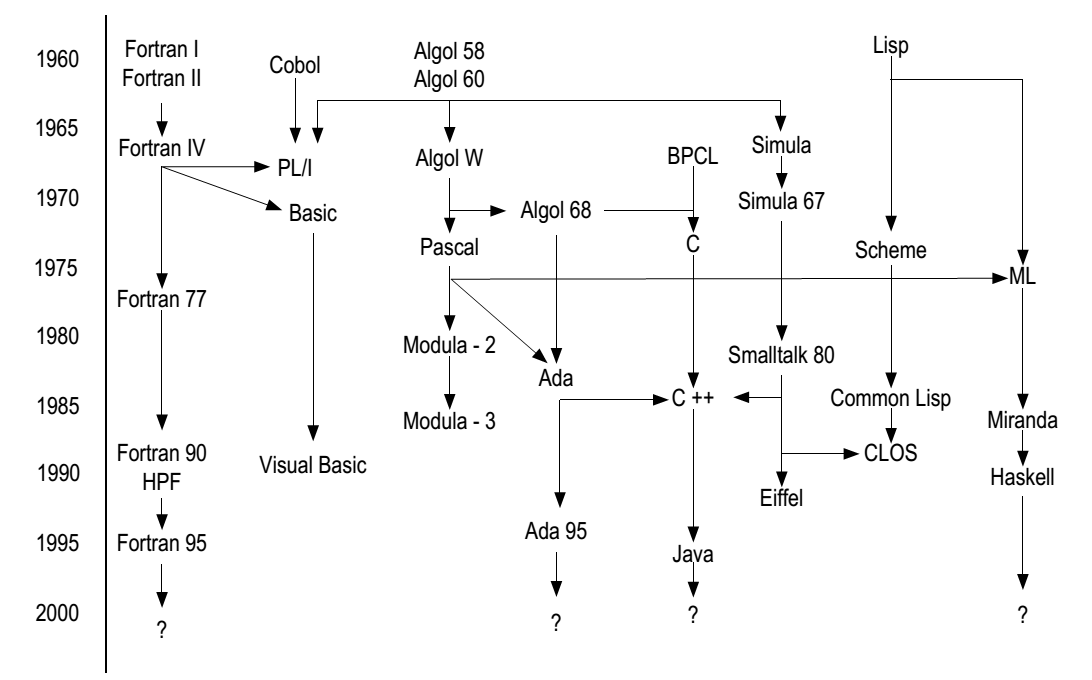 1960
Fortran I
Fortran II
Cobol
Algol 58
Algol 60
Lisp
1965
Fortran IV
PL/I
Algol W
BPCL
Simula
1970
Basic
Algol 68
Simula 67
Pascal
C
Scheme
1975
ML
Fortran 77
1980
Modula - 2
Smalltalk 80
Ada
1985
Modula - 3
C ++
Common Lisp
Miranda
Fortran 90
HPF
Visual Basic
CLOS
1990
Eiffel
Haskell
1995
Fortran 95
Ada 95
Java
2000
?
?
?
?